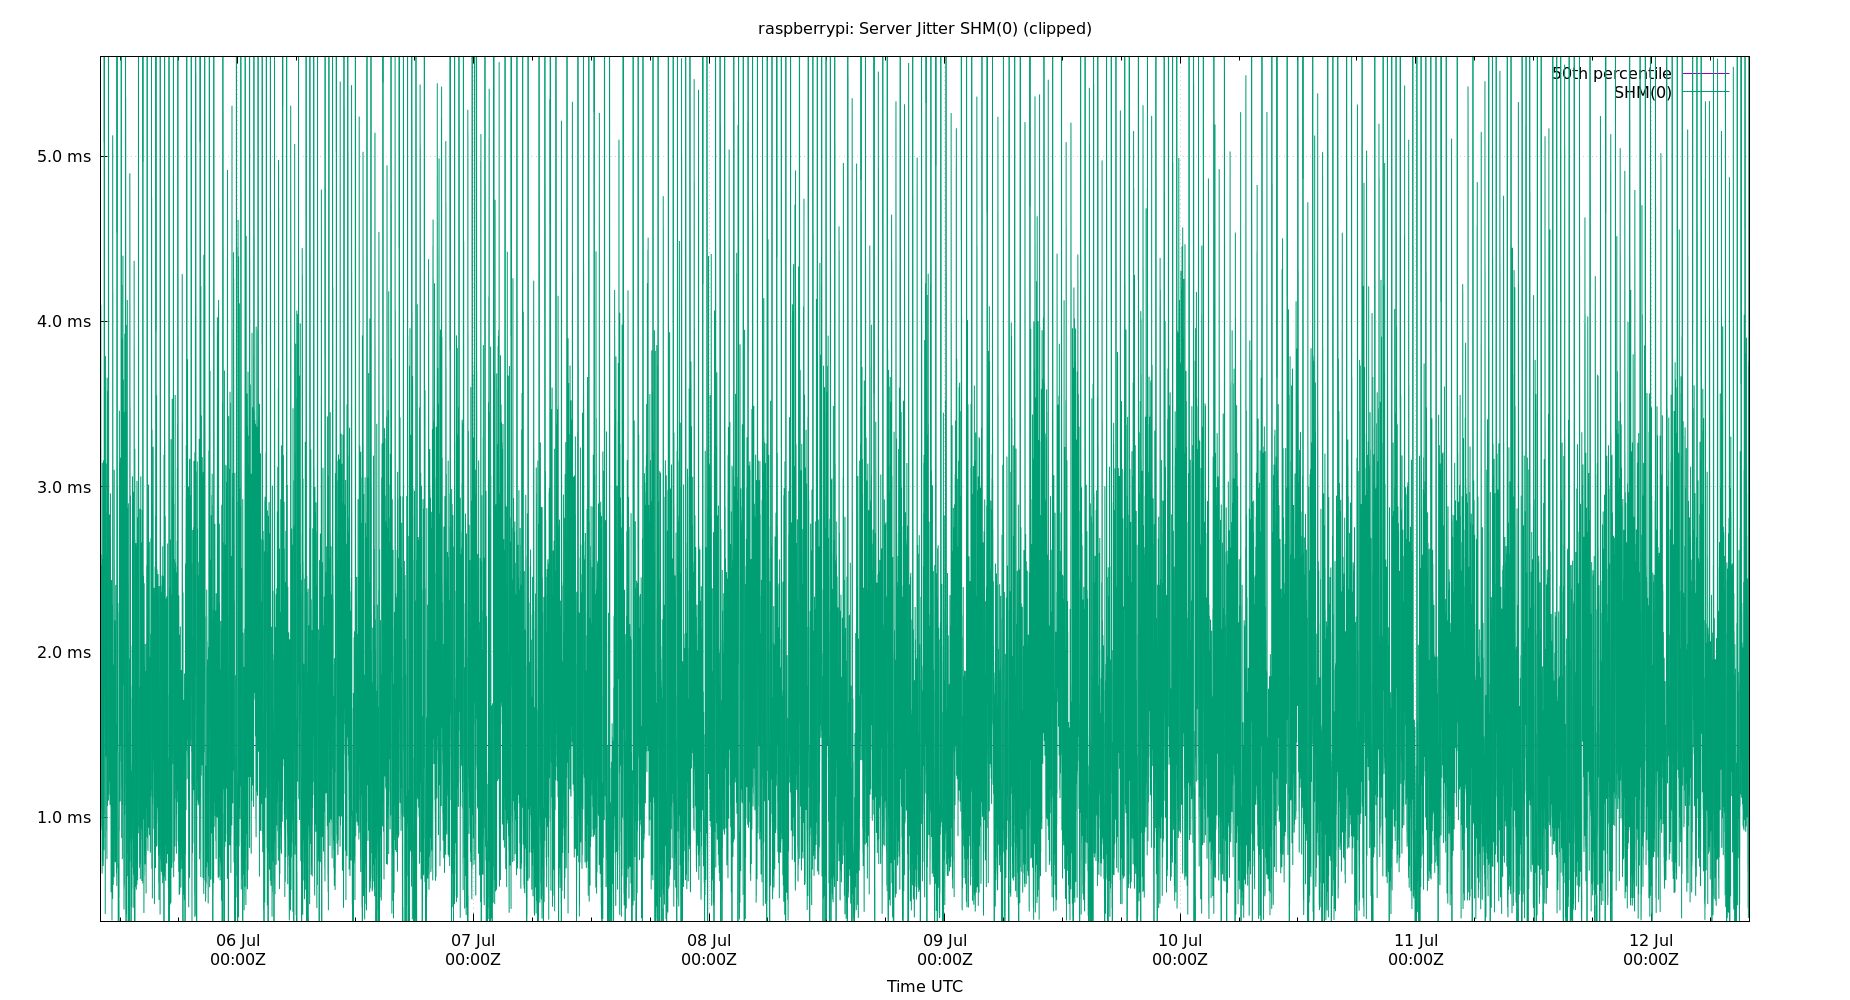 raspberrypi: Server Jitter SHM(0) (clipped)
50th percentile
SHM(0)
5.0 ms
4.0 ms
3.0 ms
2.0 ms
1.0 ms
06 Jul 07 Jul 08 Jul 09 Jul 10 Jul 11 Jul 12 Jul
00:00Z 00:00Z 00:00Z 00:00Z 00:00Z 00:00Z 00:00Z
Time UTC